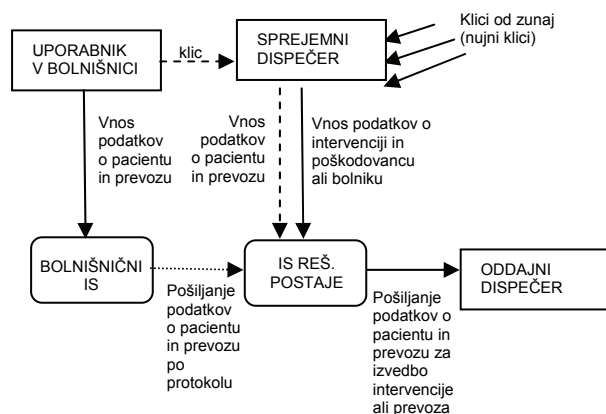 UPORABNIK
V BOLNIŠNICI
klic
SPREJEMNI
DISPEČER
Klici od zunaj
(nujni klici)
Vnos
podatkov
o pacientu
in prevozu
Vnos
podatkov
o pacientu
in prevozu
Vnos podatkov o
intervenciji in
poškodovancu
ali bolniku
BOLNIŠNIČNI
IS
Pošiljanje
podatkov
o pacientu
in prevozu
po
protokolu
IS REŠ.
POSTAJE
Pošiljanje
podatkov o
pacientu in
prevozu za
izvedbo
intervencije
ali prevoza
ODDAJNI
DISPEČER